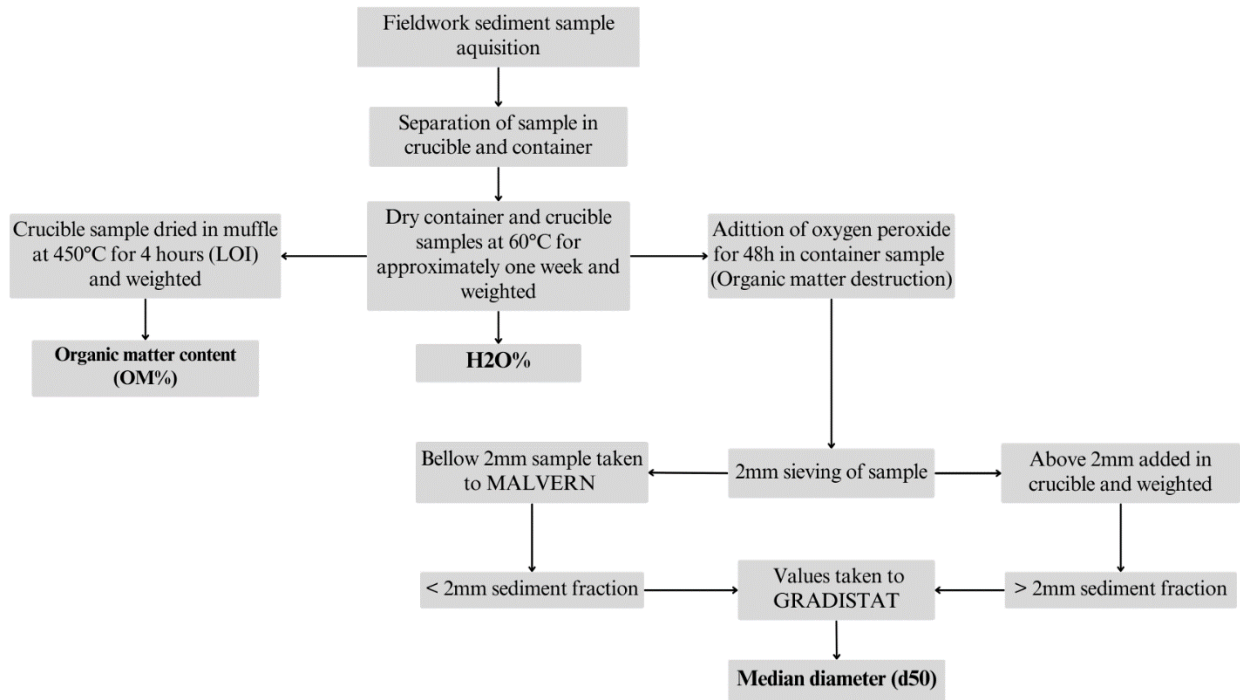 Fieldwork sediment sample
aquisition
Separation of sample in
crucible and container
Crucible sample dried in muffle
at 450°C for 4 hours (LOI)
and weighted
Dry container and crucible
samples at 60°C for
approximately one week and
weighted
Adittion of oxygen peroxide
for 48h in container sample
(Organic matter destruction)
Organic matter content
(OM%)
H2O%
Bellow 2mm sample taken
to MALVERN
2mm sieving of sample
Above 2mm added in
crucible and weighted
< 2mm sediment fraction
Values taken to
GRADISTAT
> 2mm sediment fraction
Median diameter (d50)